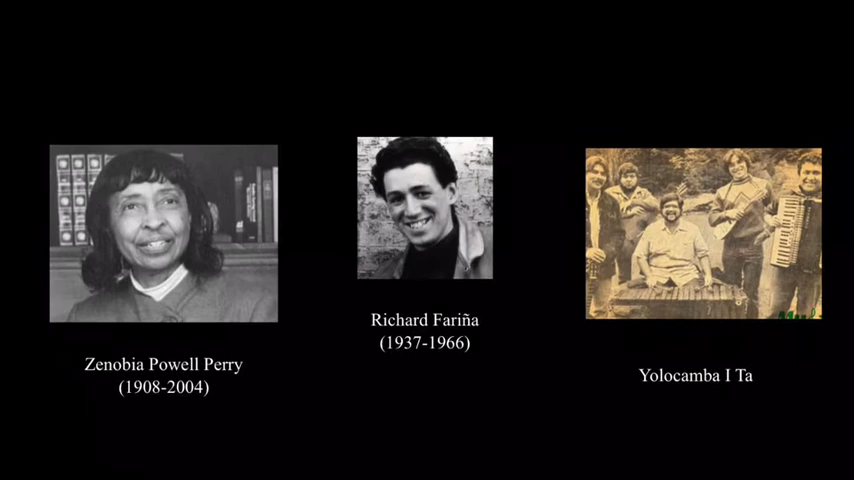 Zenobia Powell Perry
(1908-2004)
Richard Fariña
(1937-1966)
Yolocamba I Ta